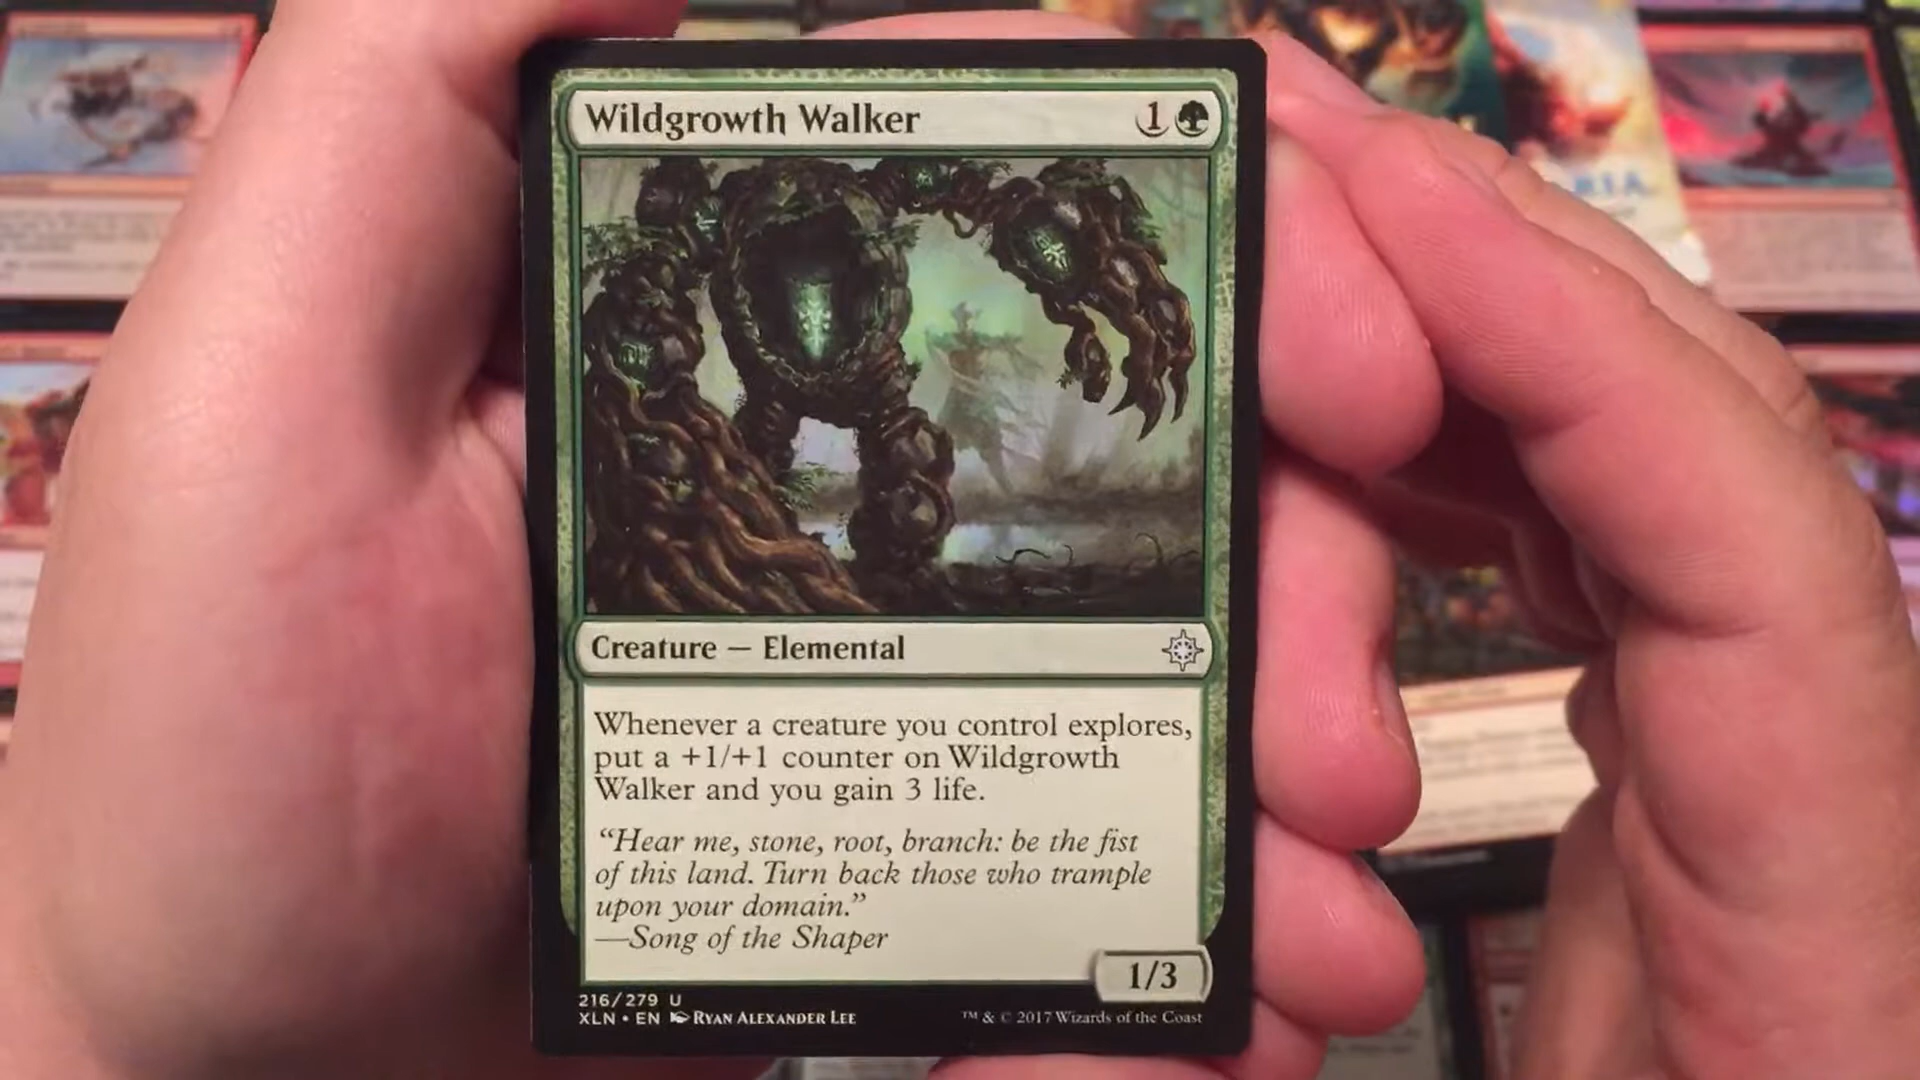 Wildgrowth Walker 1
Creature — Elemental
Whenever a creature you control explores,
put a +1/+1 counter on Wildgrowth
Walker and you gain 3 life.
“Hear me, stone, root, branch: be the fist
of this land. Turn back those who trample
upon your domain.”
—Song of the Shaper
1/3
216/279 U
XLN • EN RYAN ALEXANDER LEE
™ & © 2017 Wizards of the Coast